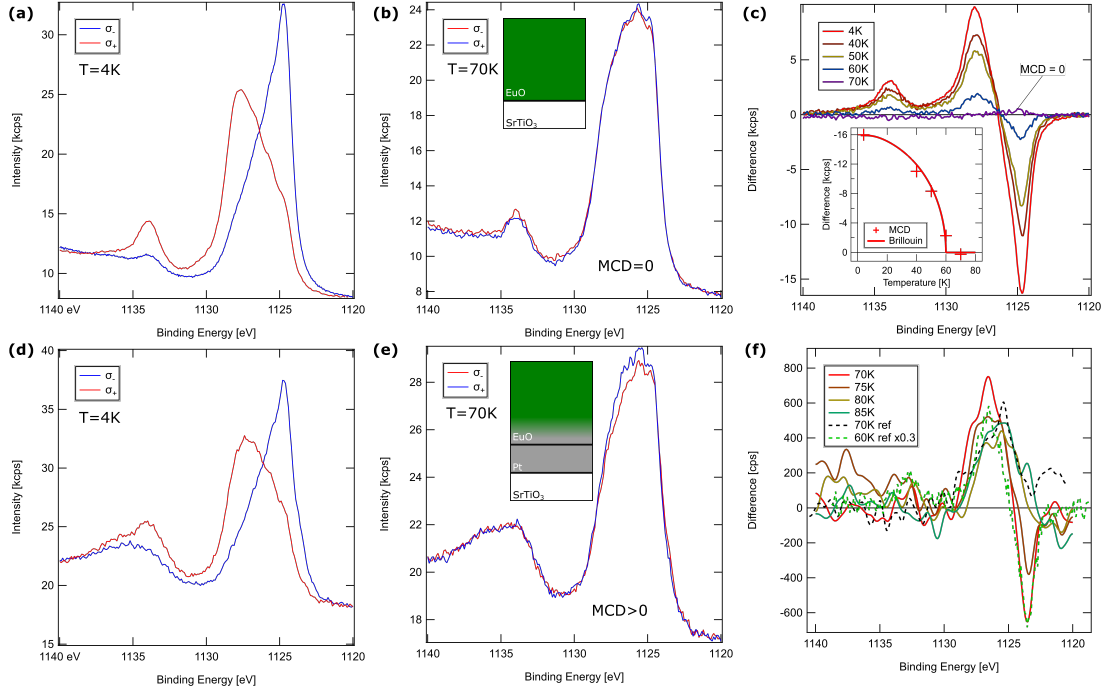 (a)
σ-
σ+
T=4K
Intensity [kcps]
30
25
20
15
10
1140 eV
1135
1130
1125
1120
Binding Energy [eV]
(b)
σ-
σ+
T=70K
EuO
SrTiO3
MCD=0
Intensity [kcps]
24
22
20
18
16
14
12
10
8
1140
1135
1130
1125
1120
Binding Energy [eV]
(c)
4K
40K
50K
60K
70K
MCD = 0
Difference [kcps]
5
0
-5
-10
-15
Difference [kcps]
-16
-12
-8
-4
0
MCD
Brillouin
0
20
40
60
80
Temperature [K]
1140
1135
1130
1125
1120
Binding Energy [eV]
(d)
σ-
σ+
T=4K
Intensity [kcps]
40
35
30
25
20
15
1140 eV
1135
1130
1125
1120
Binding Energy [eV]
(e)
σ-
σ+
T=70K
EuO
Pt
SrTiO3
MCD>0
Intensity [kcps]
28
26
24
22
20
18
1140
1135
1130
1125
1120
Binding Energy [eV]
(f)
70K
75K
80K
85K
70K ref
60K ref x0.3
Difference [cps]
800
600
400
200
0
-200
-400
-600
1140
1135
1130
1125
1120
Binding Energy [eV]